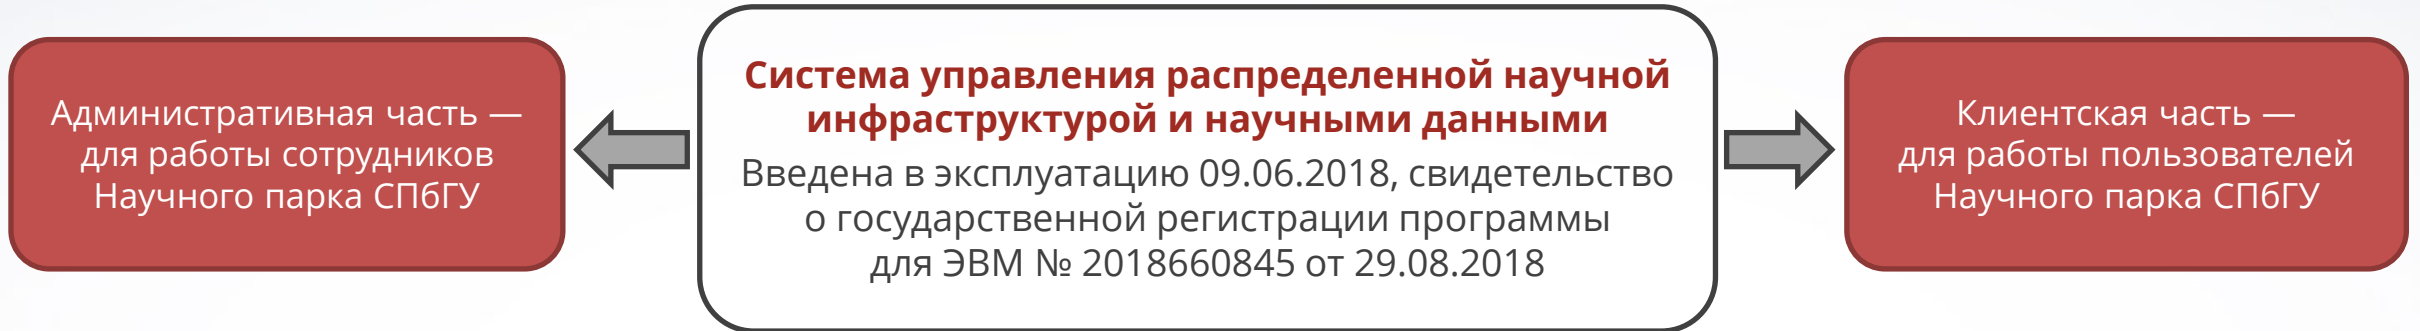 Административная часть —
для работы сотрудников
Научного парка СПбГУ
Система управления распределенной научной
инфраструктурой и научными данными
Введена в эксплуатацию 09.06.2018, свидетельство
о государственной регистрации программы
для ЭВМ № 2018660845 от 29.08.2018
Клиентская часть —
для работы пользователей
Научного парка СПбГУ